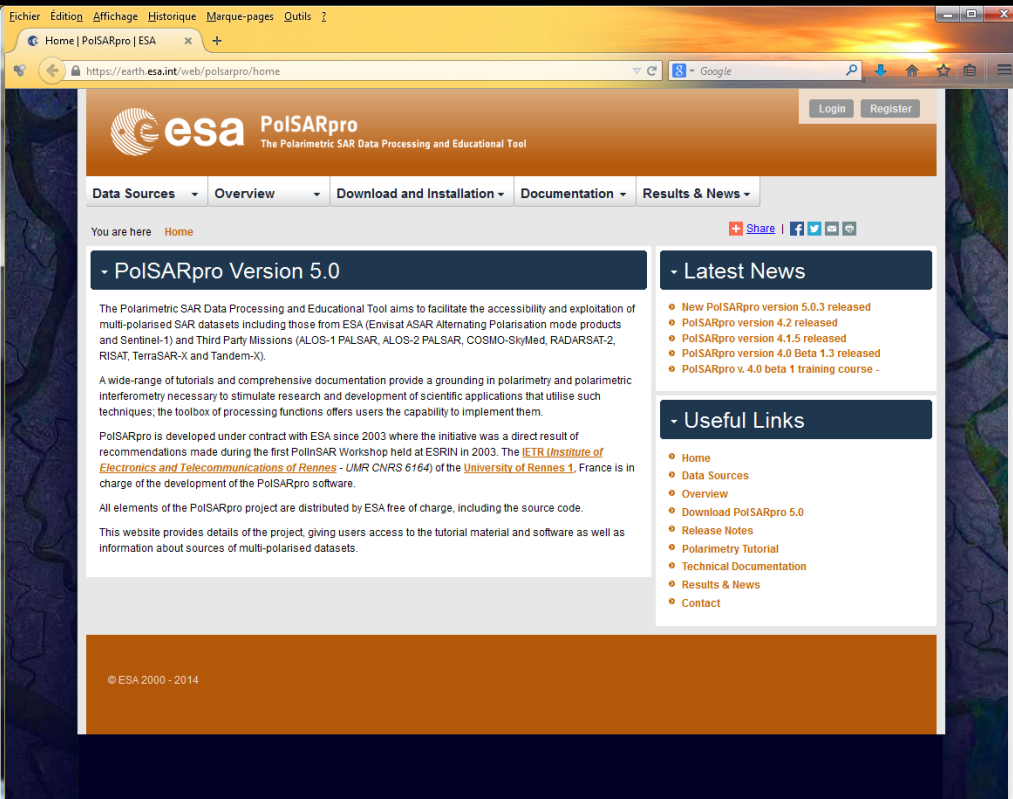 Fichier Édition Affichage Historique Marque-pages Outils ?
Home | PolSARpro | ESA × +
https://earth.esa.int/web/polsarpro/home
8 Google
Login Register
esa PolSARpro
The Polarimetric SAR Data Processing and Educational Tool
Data Sources Overview Download and Installation Documentation Results & News
You are here Home
Share |
PolSARpro Version 5.0
The Polarimetric SAR Data Processing and Educational Tool aims to facilitate the accessibility and exploitation of
multi-polarised SAR datasets including those from ESA (Envisat ASAR Alternating Polarisation mode products
and Sentinel-1) and Third Party Missions (ALOS-1 PALSAR, ALOS-2 PALSAR, COSMO-SkyMed, RADARSAT-2,
RISAT, TerraSAR-X and Tandem-X).
A wide-range of tutorials and comprehensive documentation provide a grounding in polarimetry and polarimetric
interferometry necessary to stimulate research and development of scientific applications that utilise such
techniques; the toolbox of processing functions offers users the capability to implement them.
PolSARpro is developed under contract with ESA since 2003 where the initiative was a direct result of
recommendations made during the first PolInSAR Workshop held at ESRIN in 2003. The IETR (Institute of
Electronics and Telecommunications of Rennes - UMR CNRS 6164) of the University of Rennes 1, France is in
charge of the development of the PolSARpro software.
All elements of the PolSARpro project are distributed by ESA free of charge, including the source code.
This website provides details of the project, giving users access to the tutorial material and software as well as
information about sources of multi-polarised datasets.
Latest News
New PolSARpro version 5.0.3 released
PolSARpro version 4.2 released
PolSARpro version 4.1.5 released
PolSARpro version 4.0 Beta 1.3 released
PolSARpro v. 4.0 beta 1 training course -
Useful Links
Home
Data Sources
Overview
Download PolSARpro 5.0
Release Notes
Polarimetry Tutorial
Technical Documentation
Results & News
Contact
© ESA 2000 - 2014